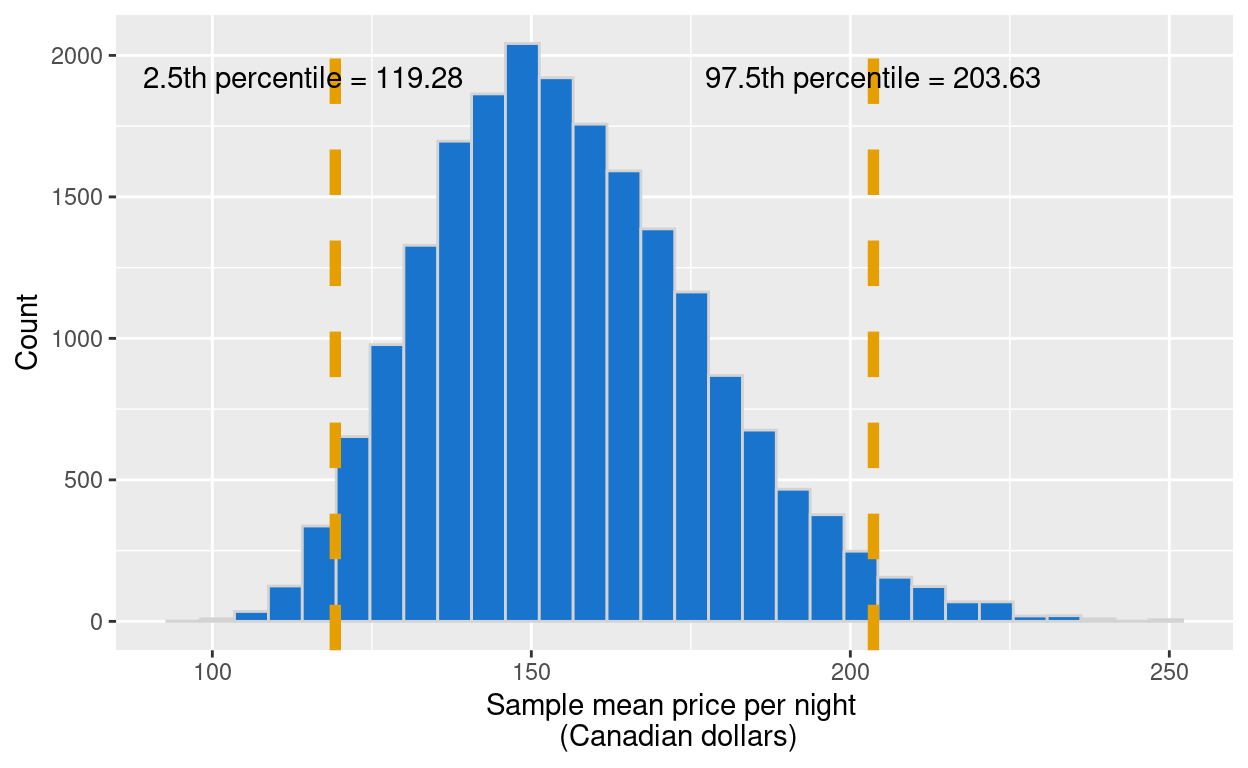 2.5th percentile = 119.28
97.5th percentile = 203.63
Count
2000
1500
1000
500
0
100
150
200
250
Sample mean price per night
(Canadian dollars)